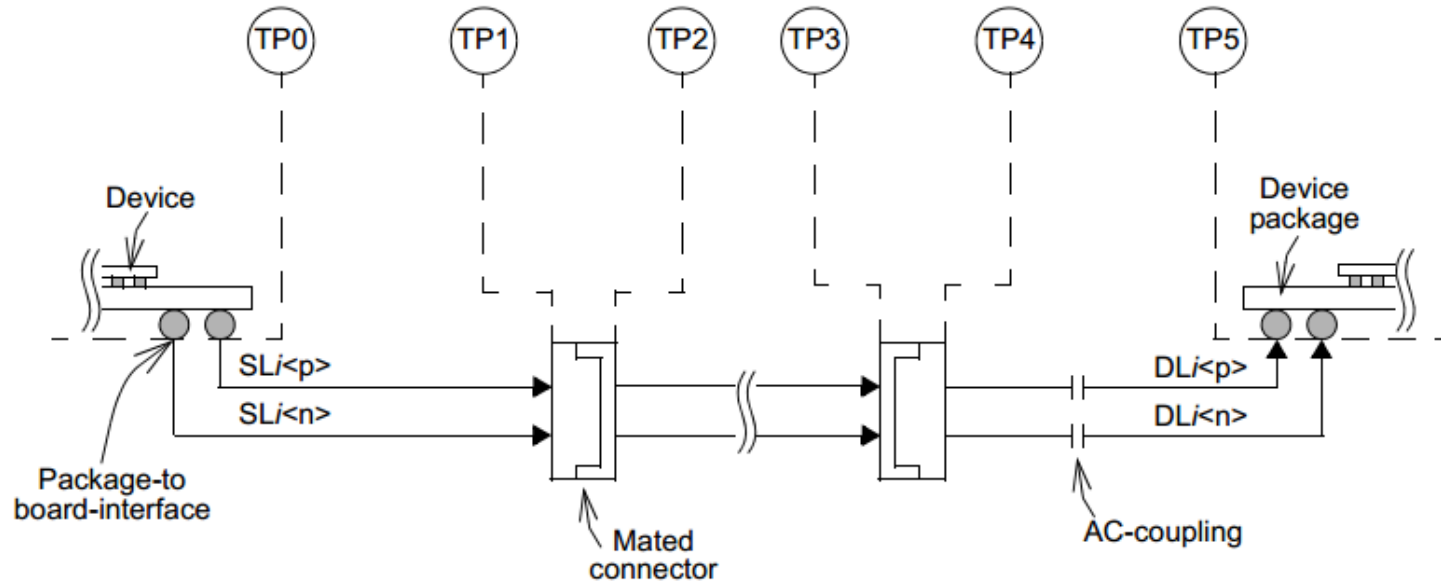 TP0
TP1
TP2
TP3
TP4
TP5
Device
Device
package
SLi<p>
DLi<p>
SLi<n>
DLi<n>
Package-to
board-interface
Mated
connector
AC-coupling